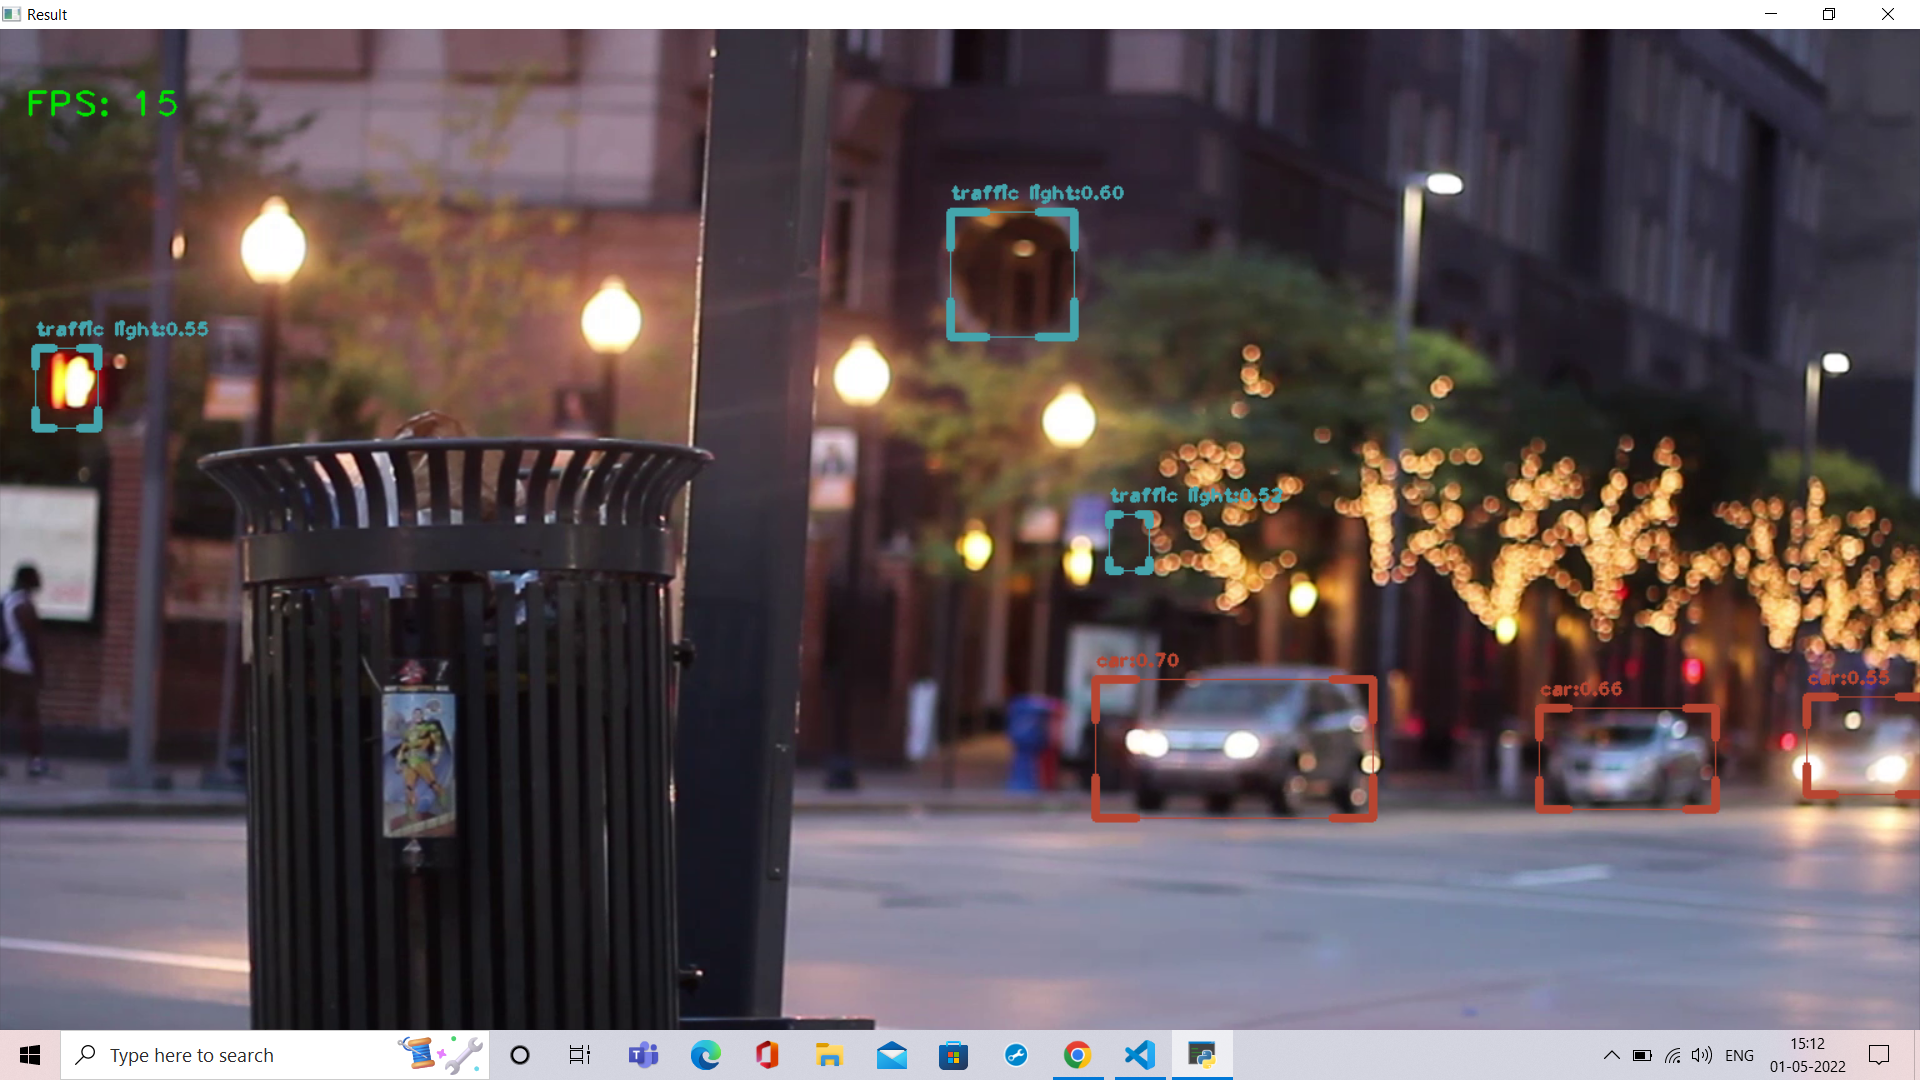 Result
FPS: 15
traffic light:0.60
traffic light:0.55
traffic light:0.52
car:0.70
car:0.66
car:0.55
Type here to search
ENG
15:12
01-05-2022